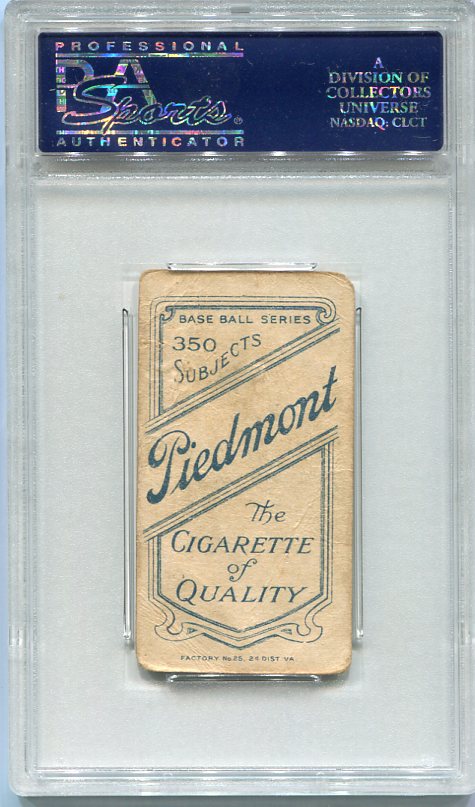 PROFESSIONAL
PSA
Sports®
AUTHENTICATOR
A
DIVISION OF
COLLECTORS
UNIVERSE
NASDAQ: CLCT
BASE BALL SERIES
350
SUBJECTS
Piedmont
The
CIGARETTE
of
QUALITY
FACTORY No 25, 2d DIST. VA.